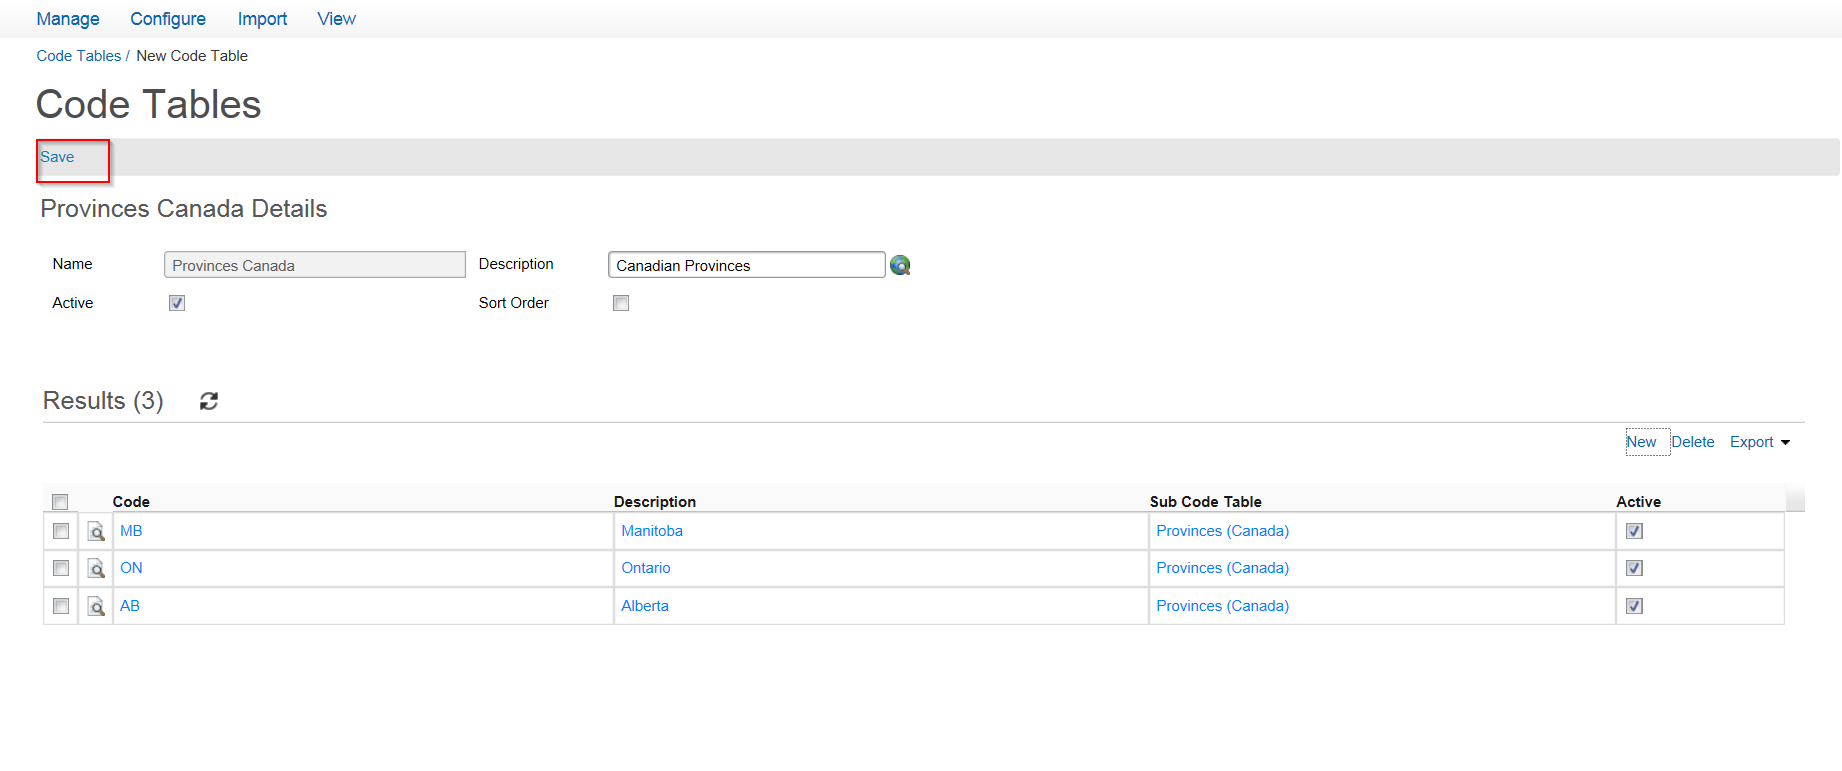 Manage Configure Import View
Code Tables / New Code Table
Code Tables
Save
Provinces Canada Details
Name Provinces Canada Description Canadian Provinces
Active Sort Order
Results (3)
New Delete Export
Code Description Sub Code Table Active
MB Manitoba Provinces (Canada)
ON Ontario Provinces (Canada)
AB Alberta Provinces (Canada)